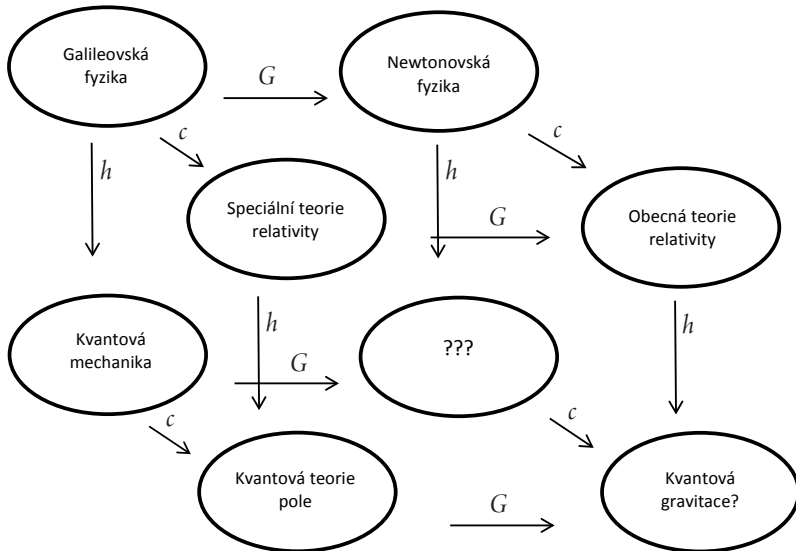 Galileovská
fyzika
G
Newtonovská
fyzika
c
c
h
h
Speciální teorie
relativity
G
Obecná teorie
relativity
h
h
Kvantová
mechanika
G
???
c
c
Kvantová teorie
pole
G
Kvantová
gravitace?